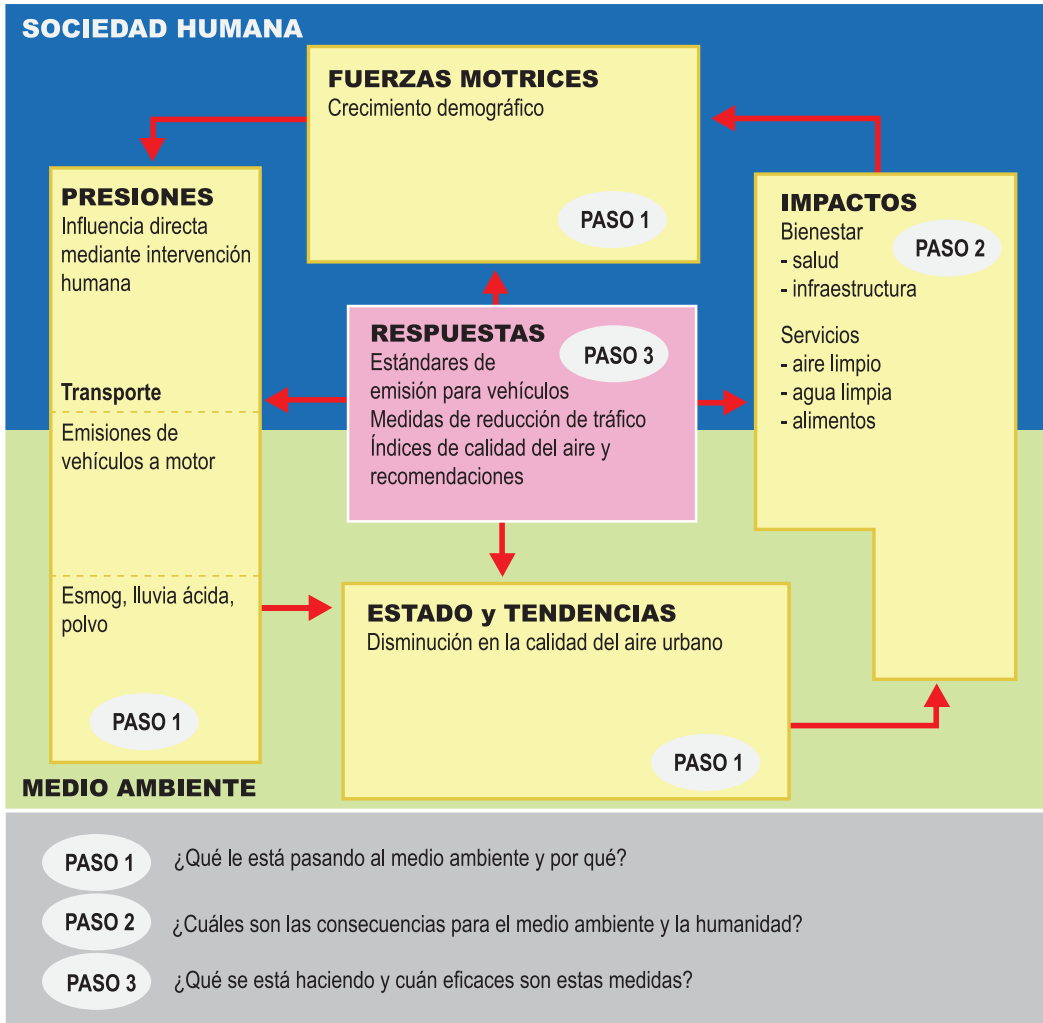 SOCIEDAD HUMANA
FUERZAS MOTRICES
Crecimiento demográfico
PASO 1
PRESIONES
Influencia directa
mediante intervención
humana
Transporte
Emisiones de
vehículos a motor
Esmog, lluvia ácida,
polvo
PASO 1
RESPUESTAS
PASO 3
Estándares de
emisión para vehículos
Medidas de reducción de tráfico
Índices de calidad del aire y
recomendaciones
IMPACTOS
Bienestar
PASO 2
- salud
- infraestructura
Servicios
- aire limpio
- agua limpia
- alimentos
ESTADO y TENDENCIAS
Disminución en la calidad del aire urbano
PASO 1
MEDIO AMBIENTE
PASO 1 ¿Qué le está pasando al medio ambiente y por qué?
PASO 2 ¿Cuáles son las consecuencias para el medio ambiente y la humanidad?
PASO 3 ¿Qué se está haciendo y cuán eficaces son estas medidas?